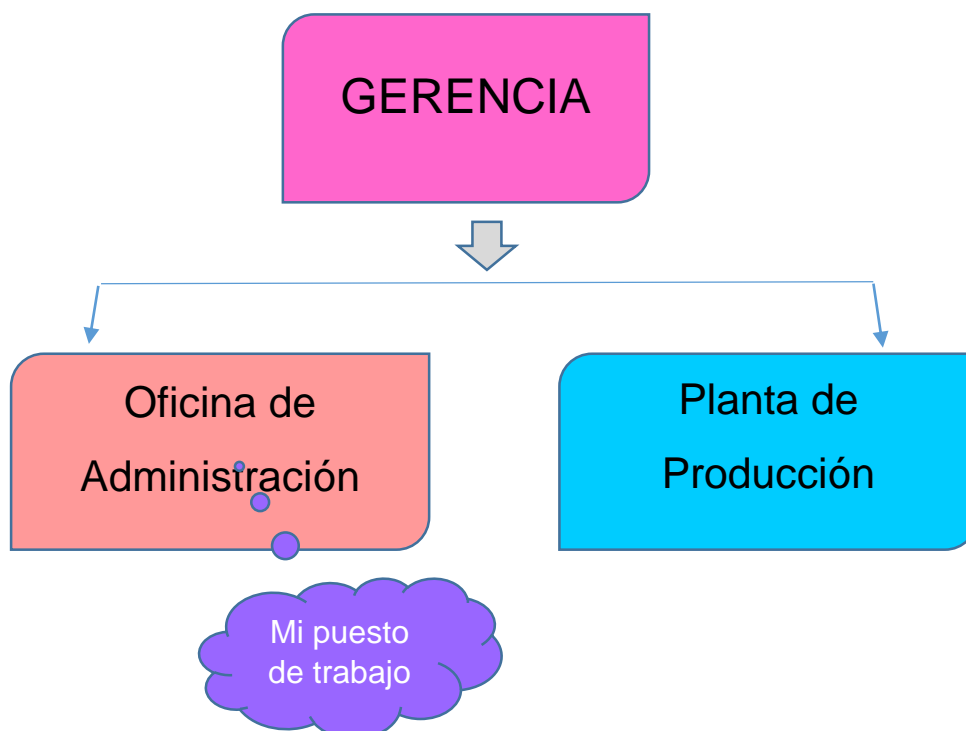 GERENCIA
Oficina de
Administración
Planta de
Producción
Mi puesto
de trabajo